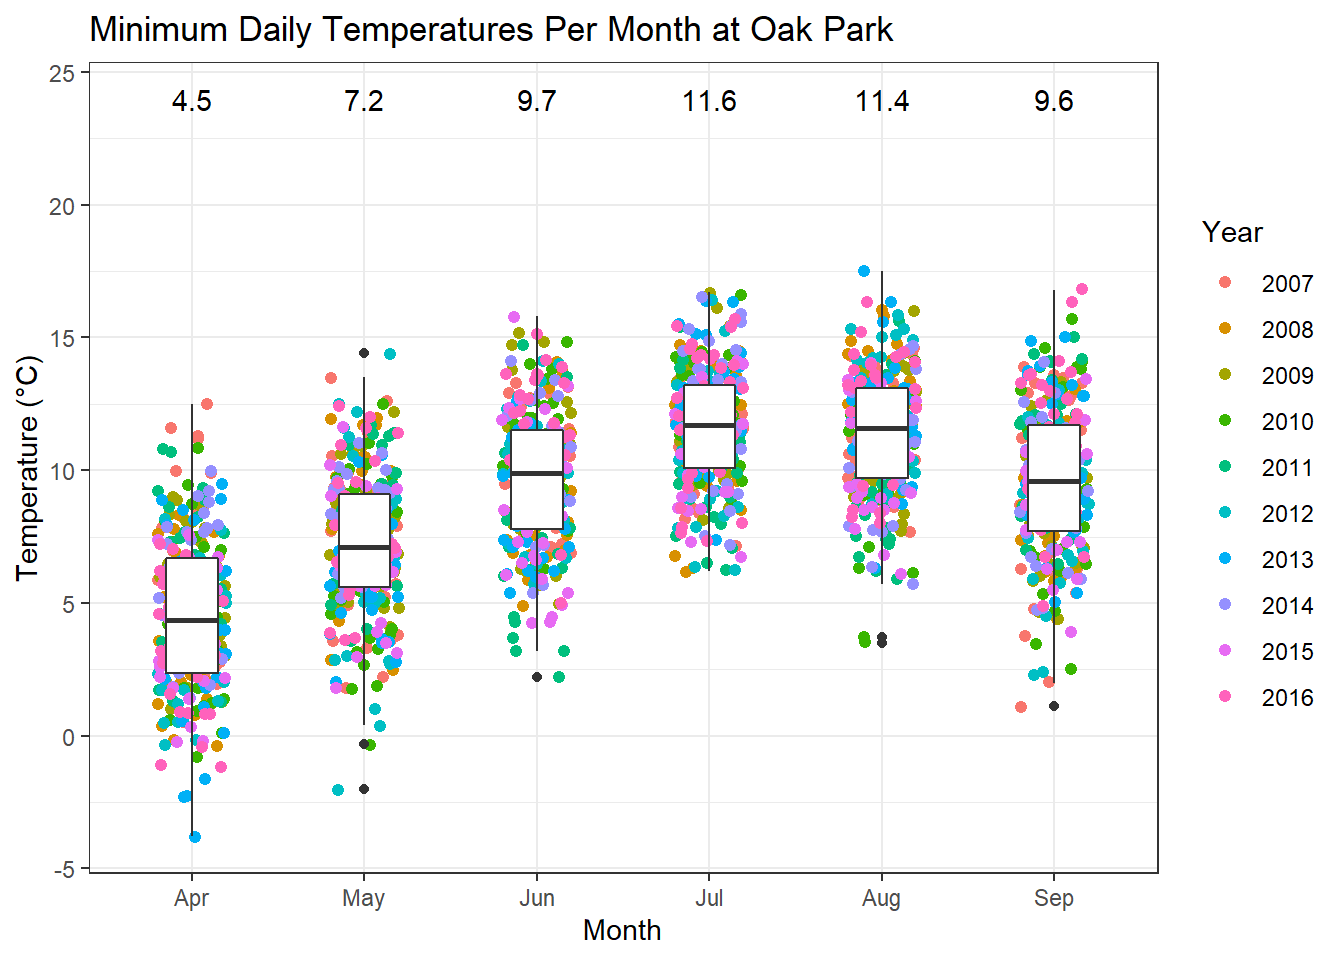 Minimum Daily Temperatures Per Month at Oak Park
25
4.5 7.2 9.7 11.6 11.4 9.6
20
15
10
5
0
-5
Temperature (°C)
Apr May Jun Jul Aug Sep
Month
Year
2007
2008
2009
2010
2011
2012
2013
2014
2015
2016